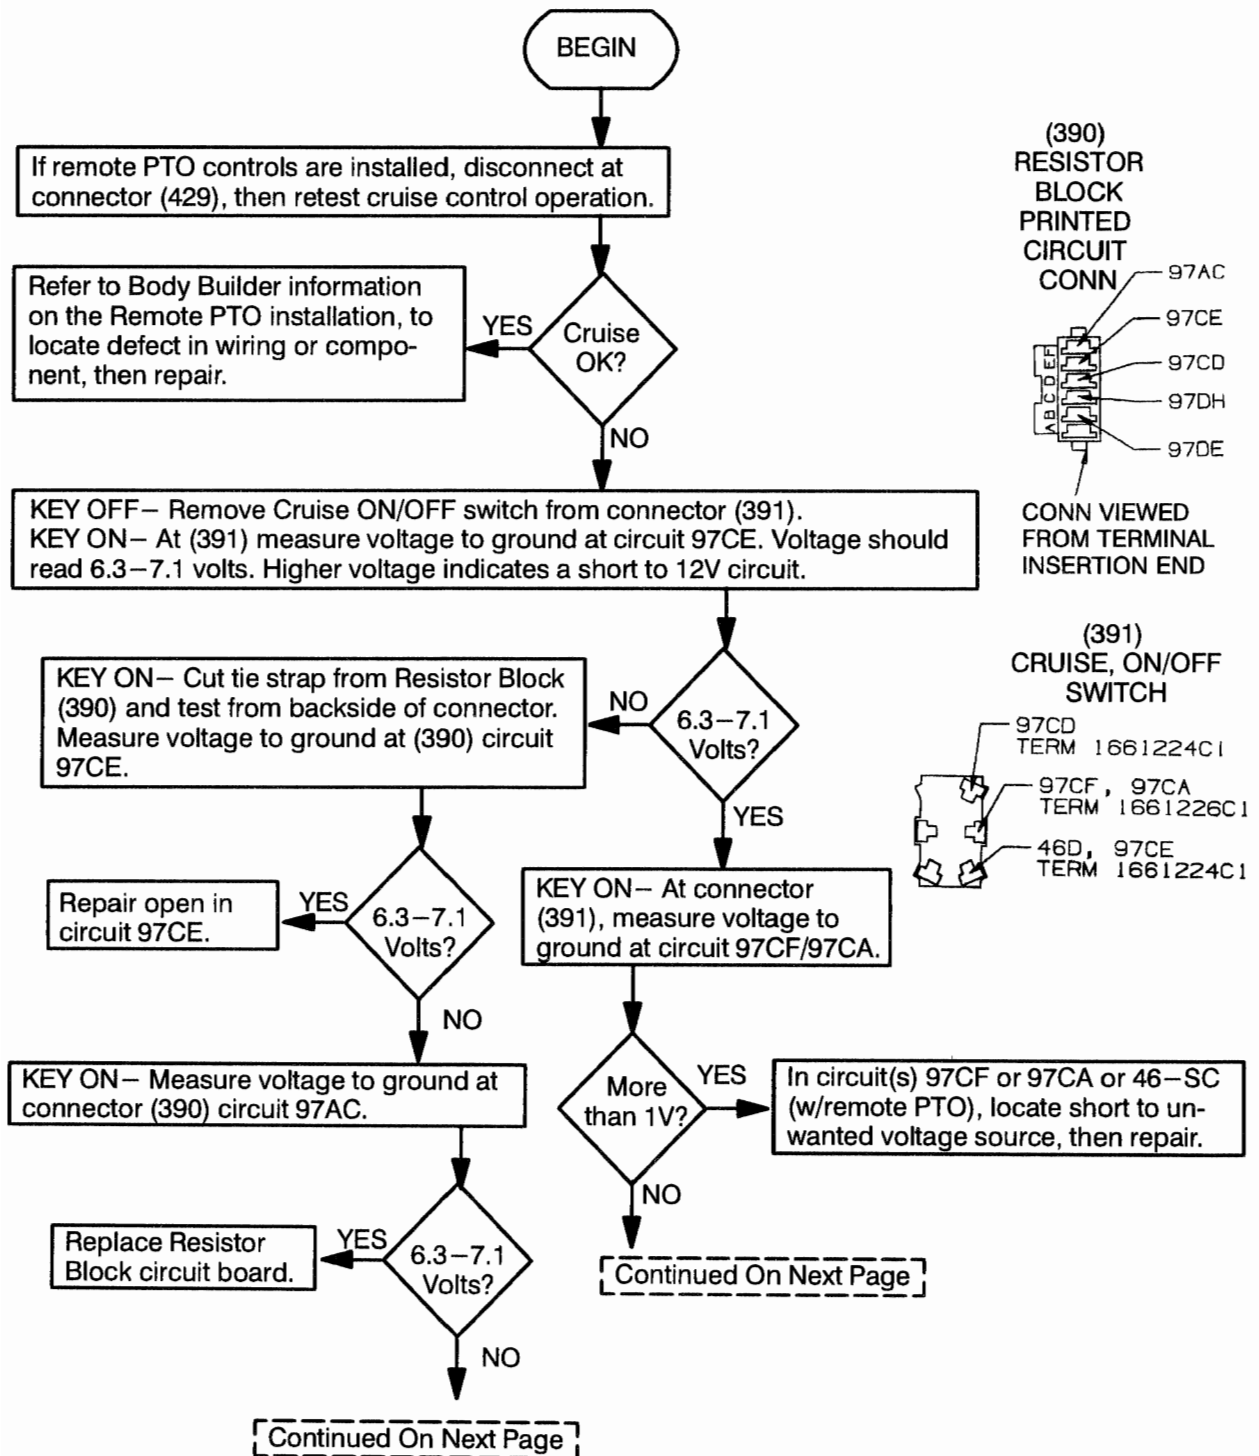 BEGIN
If remote PTO controls are installed, disconnect at
connector (429), then retest cruise control operation.
Refer to Body Builder information
on the Remote PTO installation, to
locate defect in wiring or compo-
nent, then repair.
YES
Cruise
OK?
NO
KEY OFF– Remove Cruise ON/OFF switch from connector (391).
KEY ON– At (391) measure voltage to ground at circuit 97CE. Voltage should
read 6.3–7.1 volts. Higher voltage indicates a short to 12V circuit.
KEY ON– Cut tie strap from Resistor Block
(390) and test from backside of connector.
Measure voltage to ground at (390) circuit
97CE.
NO
6.3–7.1
Volts?
YES
Repair open in
circuit 97CE.
YES
6.3–7.1
Volts?
NO
KEY ON– At connector
(391), measure voltage to
ground at circuit 97CF/97CA.
KEY ON– Measure voltage to ground at
connector (390) circuit 97AC.
More
than 1V?
YES
In circuit(s) 97CF or 97CA or 46–SC
(w/remote PTO), locate short to un-
wanted voltage source, then repair.
NO
Continued On Next Page
Replace Resistor
Block circuit board.
YES
6.3–7.1
Volts?
NO
Continued On Next Page
(390)
RESISTOR
BLOCK
PRINTED
CIRCUIT
CONN
97AC
97CE
97CD
97DH
97DE
A B C D E F
CONN VIEWED
FROM TERMINAL
INSERTION END
(391)
CRUISE, ON/OFF
SWITCH
97CD
TERM 1661224C1
97CF, 97CA
TERM 1661226C1
46D, 97CE
TERM 1661224C1